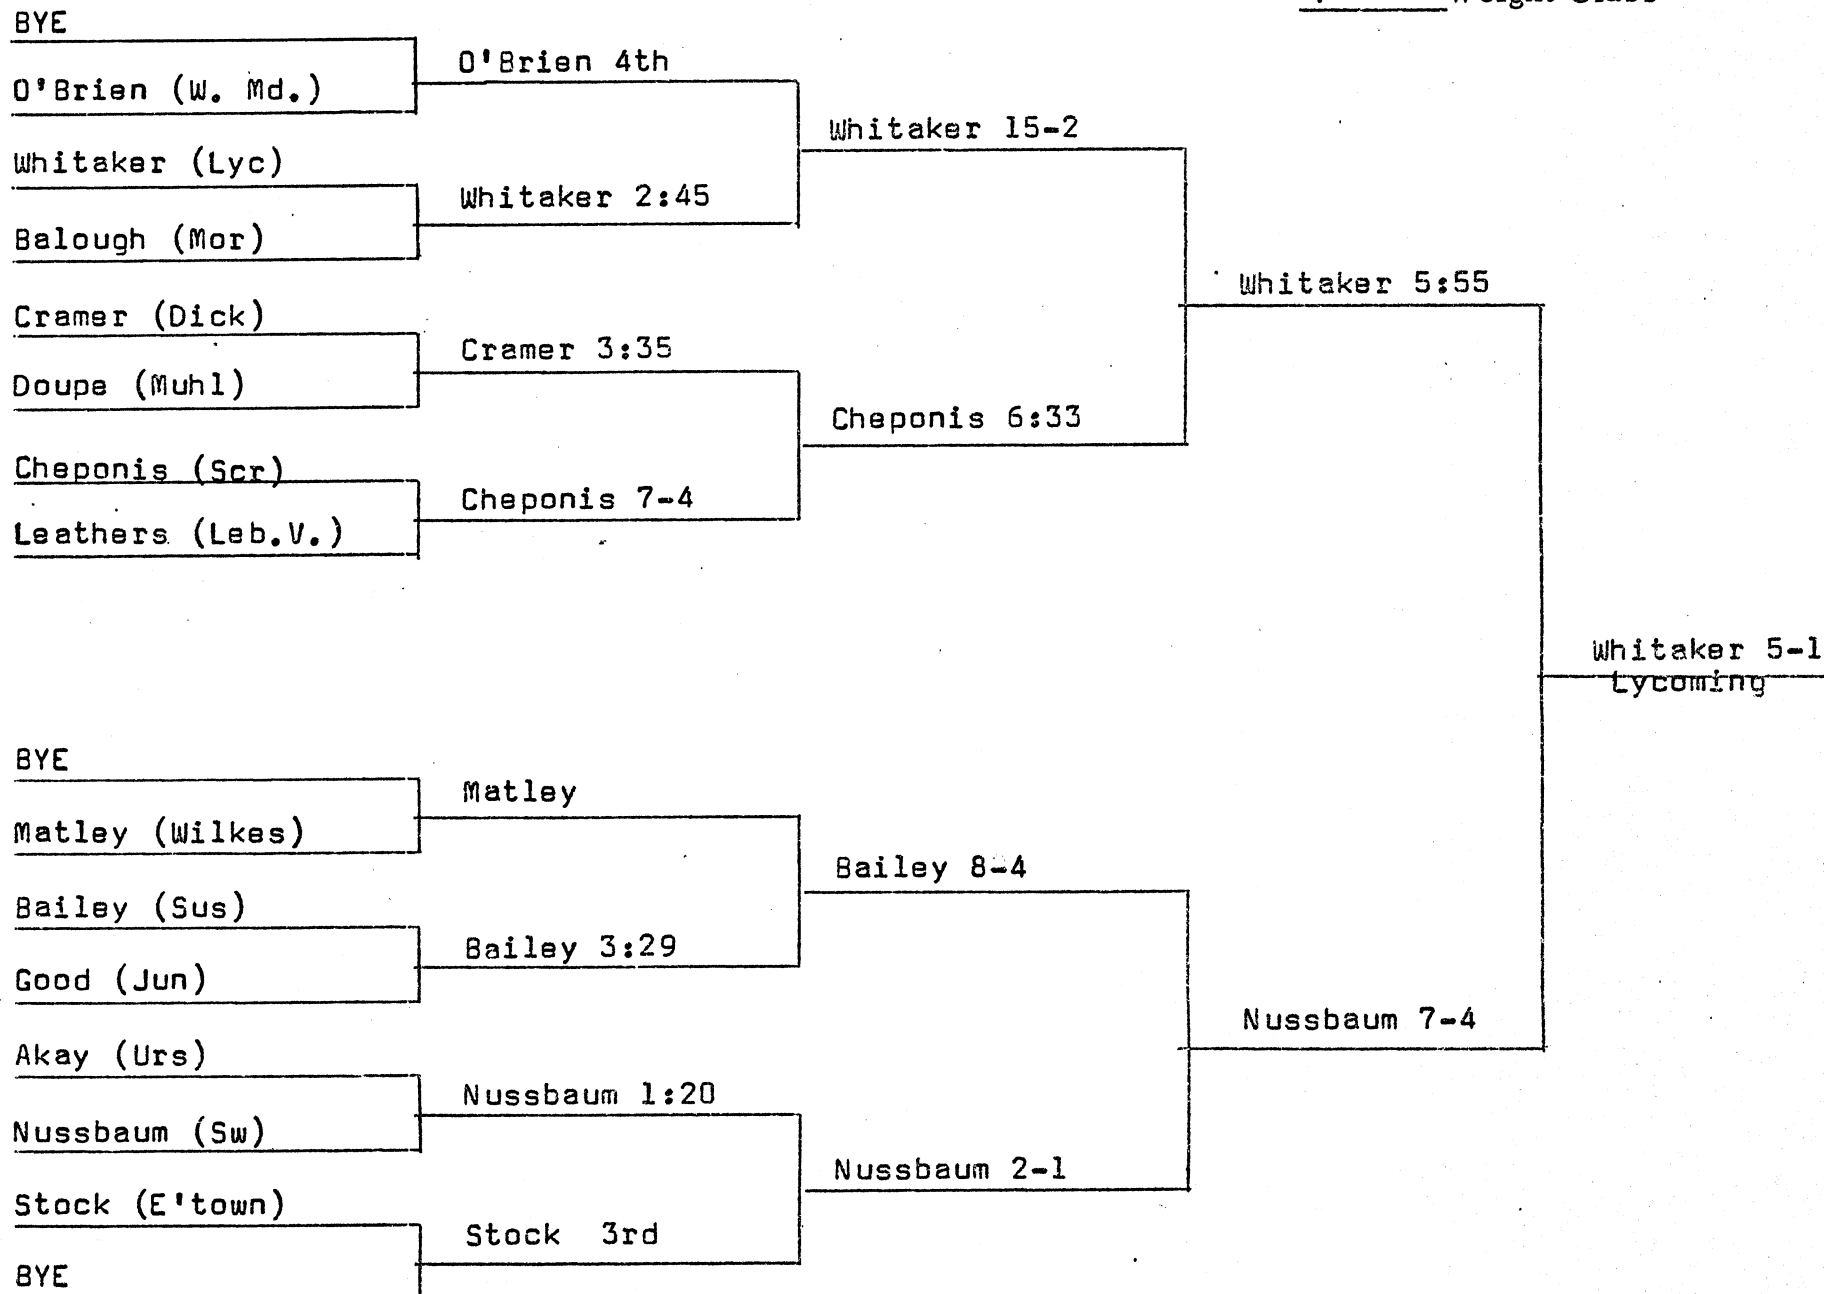 Weight Class
BYE
O'Brien (W. Md.)
Whitaker (Lyc)
Balough (Mor)
Cramer (Dick)
Doupe (Muhl)
Cheponis (Scr)
Leathers (Leb.V.)
BYE
Matley (Wilkes)
Bailey (Sus)
Good (Jun)
Akay (Urs)
Nussbaum (Sw)
Stock (E'town)
BYE
O'Brien 4th
Whitaker 2:45
Cramer 3:35
Cheponis 7-4
Matley
Bailey 3:29
Nussbaum 1:20
Stock 3rd
Whitaker 15-2
Cheponis 6:33
Bailey 8-4
Nussbaum 2-1
Whitaker 5:55
Nussbaum 7-4
Whitaker 5-1
Lycoming